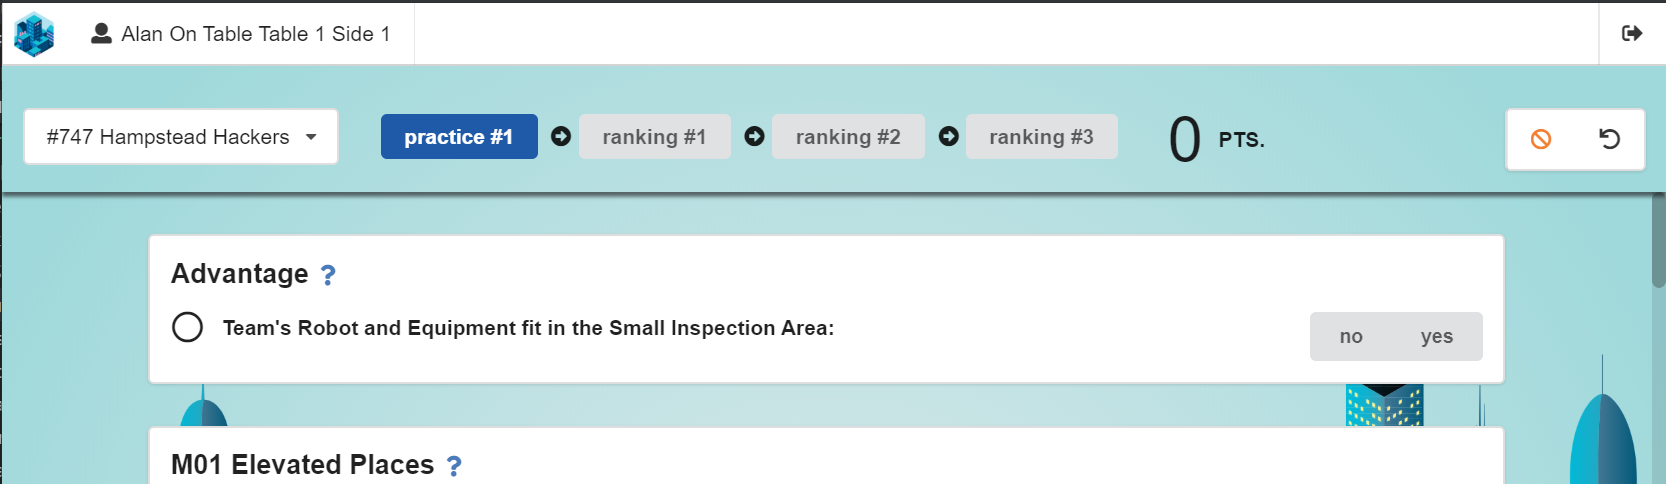 Alan On Table Table 1 Side 1
#747 Hampstead Hackers practice #1 ranking #1 ranking #2 ranking #3 0 PTS.
Advantage ?
Team's Robot and Equipment fit in the Small Inspection Area: no yes
M01 Elevated Places ?